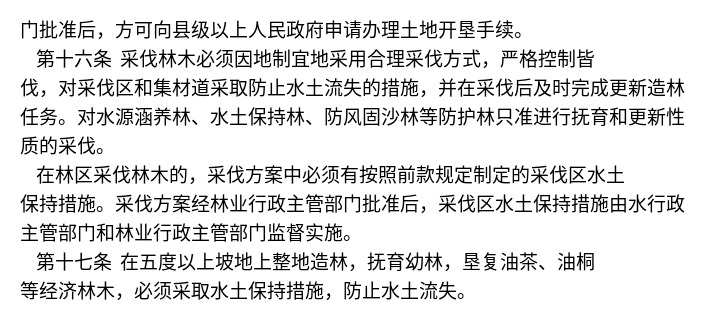 门批准后，方可向县级以上人民政府申请办理土地开垦手续。
第十六条 采伐林木必须因地制宜地采用合理采伐方式，严格控制皆
伐，对采伐区和集材道采取防止水土流失的措施，并在采伐后及时完成更新造林
任务。对水源涵养林、水土保持林、防风固沙林等防护林只准进行抚育和更新性
质的采伐。
在林区采伐林木的，采伐方案中必须有按照前款规定制定的采伐区水土
保持措施。采伐方案经林业行政主管部门批准后，采伐区水土保持措施由水行政
主管部门和林业行政主管部门监督实施。
第十七条 在五度以上坡地上整地造林，抚育幼林，垦复油茶、油桐
等经济林木，必须采取水土保持措施，防止水土流失。